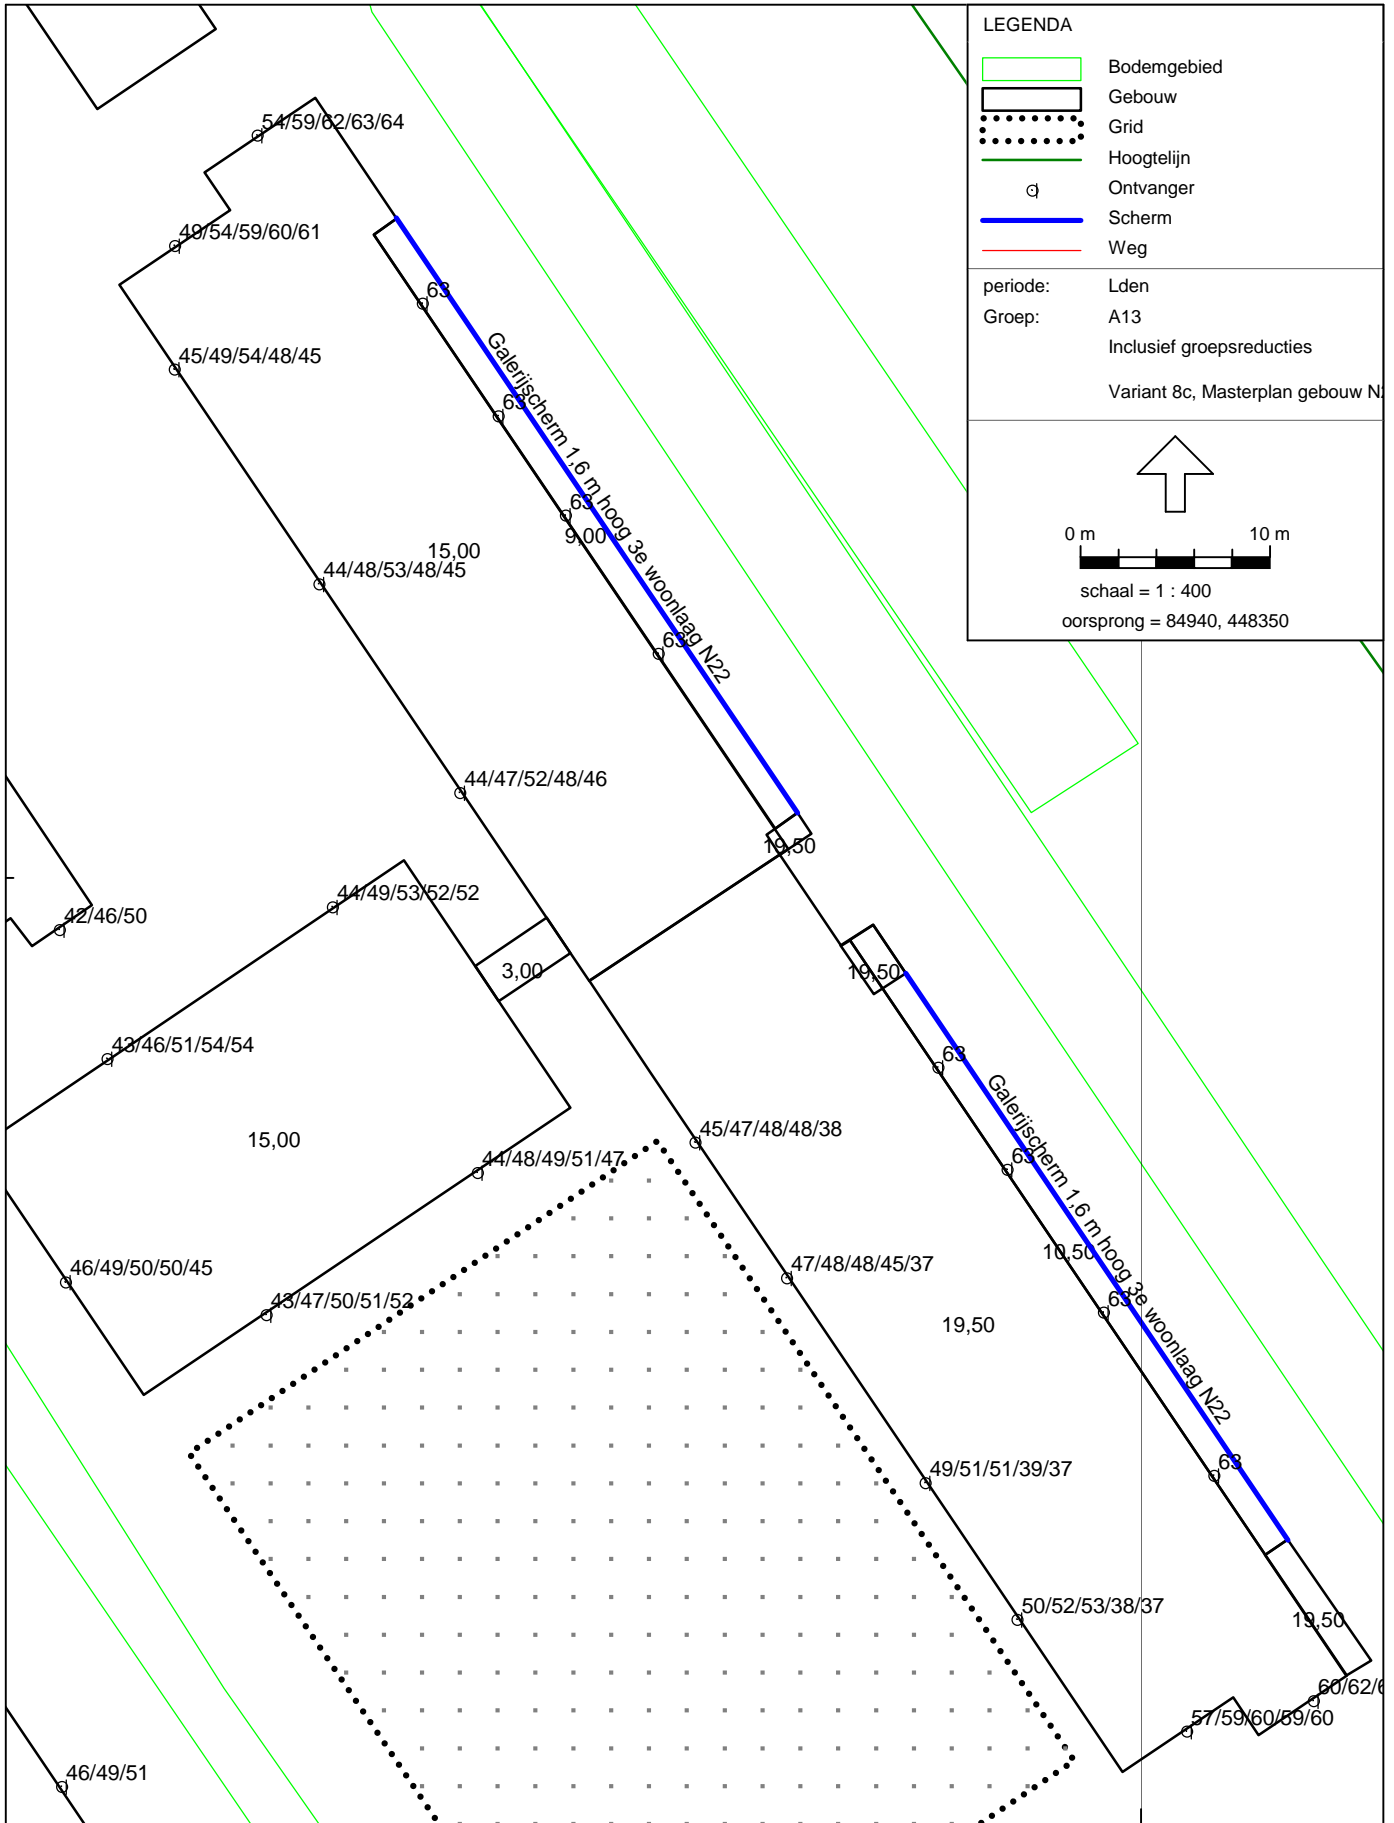 LEGENDA
Bodemgebied
Gebouw
Grid
Hoogtelijn
Ontvanger
Scherm
Weg
periode: Lden
Groep: A13
Inclusief groepsreducties
Variant 8c, Masterplan gebouw
0 m 10 m
schaal = 1 : 400
oorsprong = 84940, 448350
54/59/62/63/64
49/54/59/60/61
63
45/49/54/48/45
Galerijscherm 1,6 m hoog 3e woonlaag N22
63
63
9,00
15,00
44/48/53/48/45
63
44/47/52/48/46
19,50
44/49/53/52/52
42/46/50
3,00
19,50
43/46/51/54/54
63
Galerijscherm 1,6 m hoog 3e woonlaag N22
45/47/48/48/38
15,00
44/48/49/51/47
63
10,50
46/49/50/50/45
47/48/48/45/37
43/47/50/51/52
63
19,50
63
49/51/51/39/37
50/52/53/38/37
19,50
60/62/6
57/59/60/59/60
46/49/51